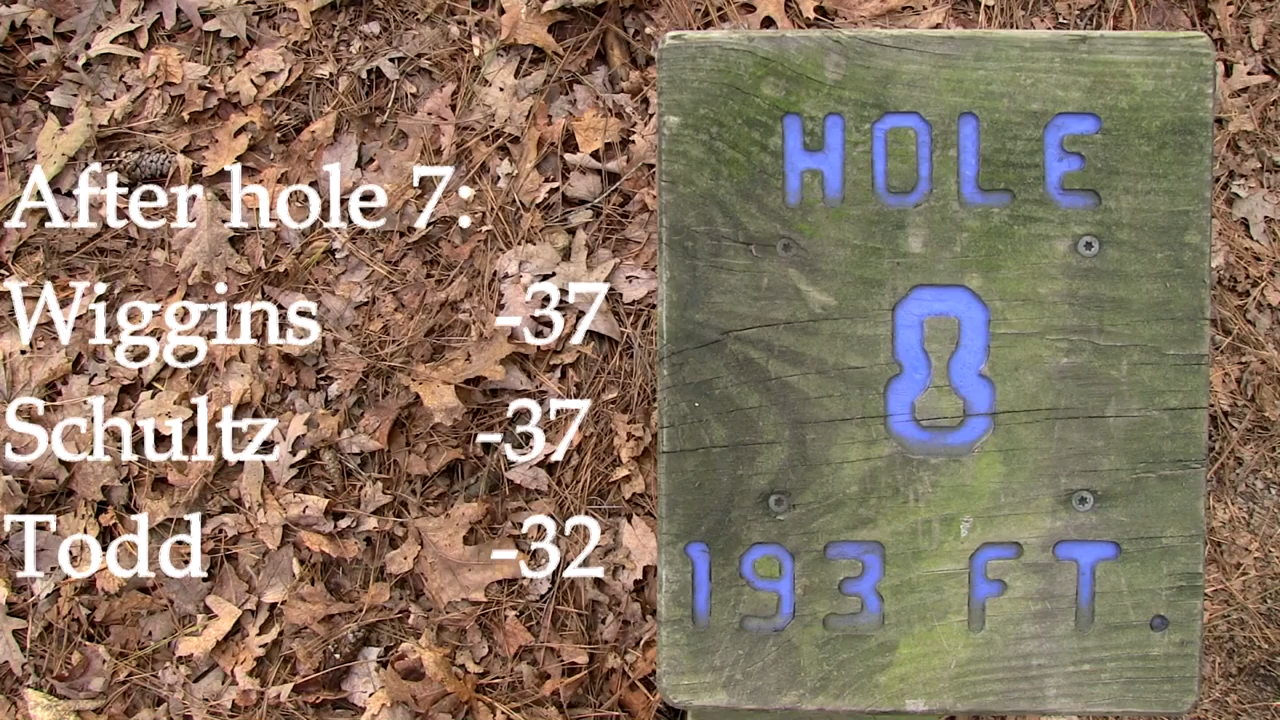 After hole 7:
Wiggins -37
Schultz -37
Todd -32
HOLE
8
193 FT.